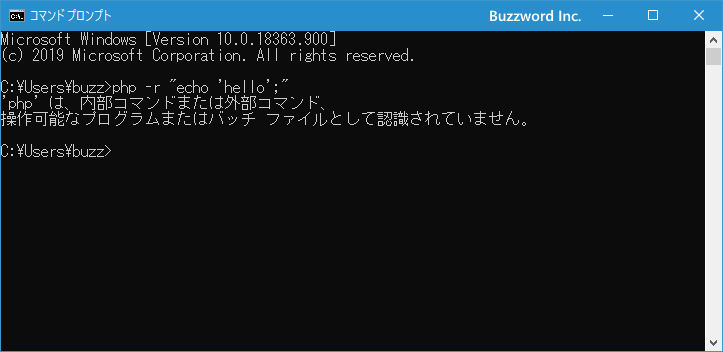 コマンドプロンプト
Buzzword Inc.
Microsoft Windows [Version 10.0.18363.900]
(c) 2019 Microsoft Corporation. All rights reserved.
C:¥Users¥buzz>php -r "echo 'hello';"
'php' は、内部コマンドまたは外部コマンド、
操作可能なプログラムまたはバッチ ファイルとして認識されていません。
C:¥Users¥buzz>